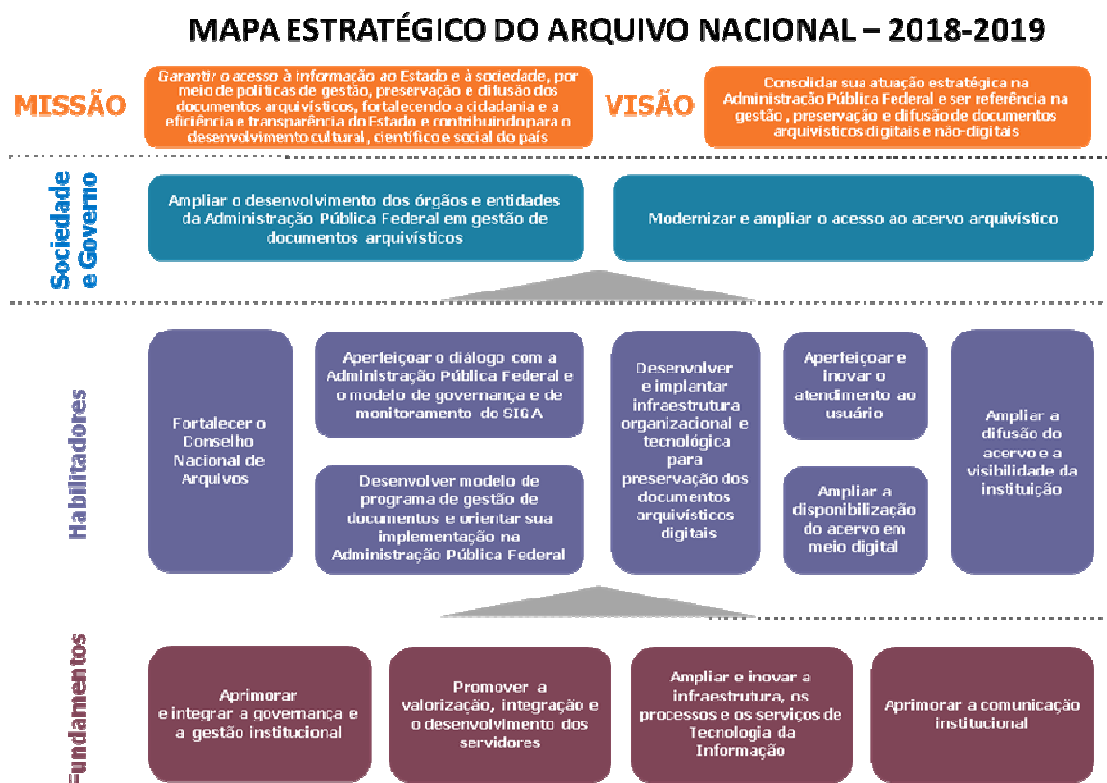 MAPA ESTRATÉGICO DO ARQUIVO NACIONAL – 2018-2019
MISSÃO
Garantir o acesso à informação ao Estado e à sociedade, por
meio de políticas de gestão, preservação e difusão dos
documentos arquivísticos, fortalecendo a cidadania e a
eficiência e transparência do Estado e contribuindo para o
desenvolvimento cultural, científico e social do país
VISÃO
Consolidar sua atuação estratégica na
Administração Pública Federal e ser referência na
gestão , preservação e difusão de documentos
arquivísticos digitais e não-digitais
Sociedade
e Governo
Ampliar o desenvolvimento dos órgãos e entidades
da Administração Pública Federal em gestão de
documentos arquivísticos
Modernizar e ampliar o acesso ao acervo arquivístico
Habilitadores
Fortalecer o
Conselho
Nacional de
Arquivos
Aperfeiçoar o diálogo com a
Administração Pública Federal e
o modelo de governança e de
monitoramento do SIGA
Desenvolver modelo de
programa de gestão de
documentos e orientar sua
implementação na
Administração Pública Federal
Desenvolver
e implantar
infraestrutura
organizacional e
tecnológica
para
preservação dos
documentos
arquivísticos
digitais
Aperfeiçoar e
inovar o
atendimento ao
usuário
Ampliar a
disponibilização
do acervo em
meio digital
Ampliar a
difusão do
acervo e a
visibilidade da
instituição
Fundamentos
Aprimorar
e integrar a governança e
a gestão institucional
Promover a
valorização, integração e
o desenvolvimento dos
servidores
Ampliar e inovar a
infraestrutura, os
processos e os serviços de
Tecnologia da
Informação
Aprimorar a comunicação
institucional